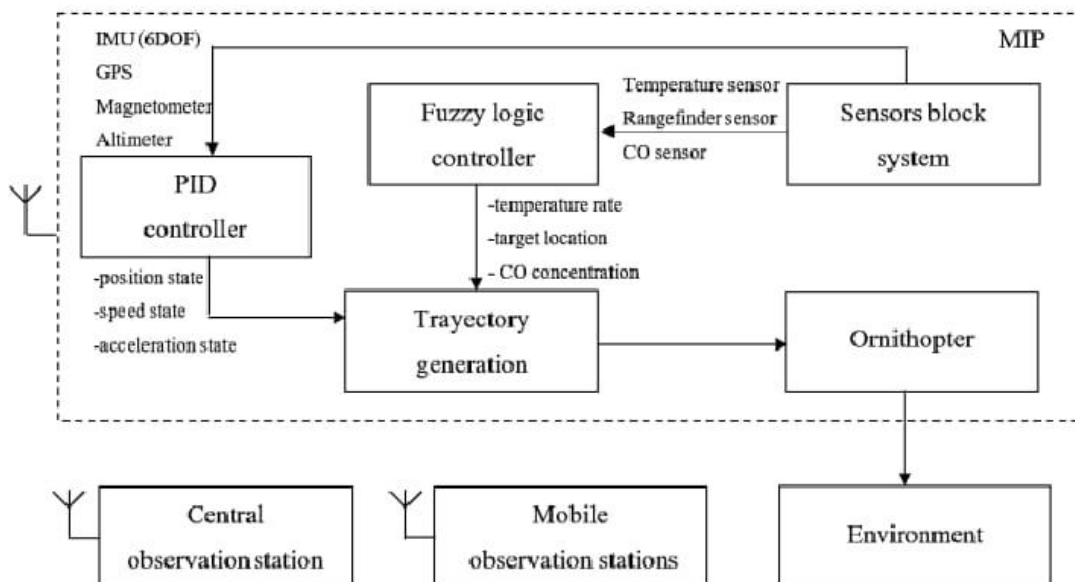 IMU (6DOF)
GPS
Magnetometer
Altimeter
MIP
Temperature sensor
Rangefinder sensor
CO sensor
Fuzzy logic
controller
Sensors block
system
PID
controller
-temperature rate
-target location
- CO concentration
-position state
-speed state
-acceleration state
Trayectory
generation
Ornithopter
Central
observation station
Mobile
observation stations
Environment